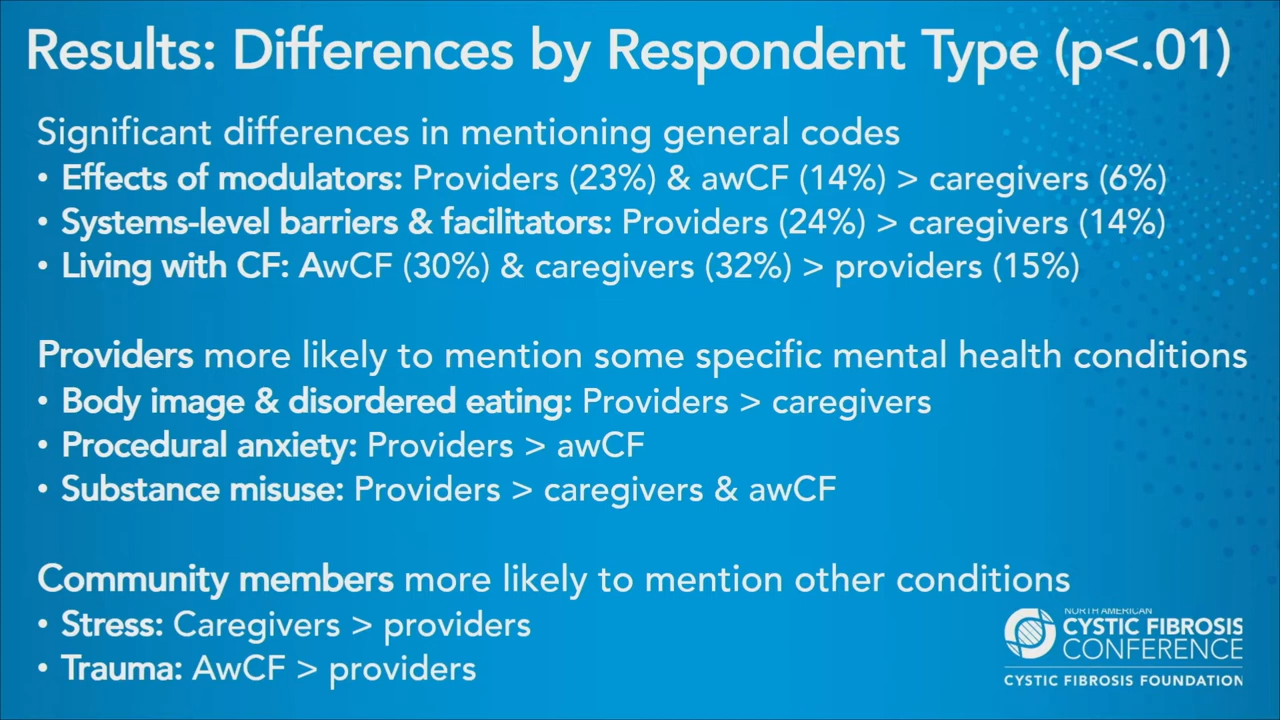 Results: Differences by Respondent Type (p<.01)
Significant differences in mentioning general codes
• Effects of modulators: Providers (23%) & awCF (14%) > caregivers (6%)
• Systems-level barriers & facilitators: Providers (24%) > caregivers (14%)
• Living with CF: AwCF (30%) & caregivers (32%) > providers (15%)
Providers more likely to mention some specific mental health conditions
• Body image & disordered eating: Providers > caregivers
• Procedural anxiety: Providers > awCF
• Substance misuse: Providers > caregivers & awCF
Community members more likely to mention other conditions
• Stress: Caregivers > providers
• Trauma: AwCF > providers
NORTH AMERICAN
CYSTIC FIBROSIS
CONFERENCE
CYSTIC FIBROSIS FOUNDATION